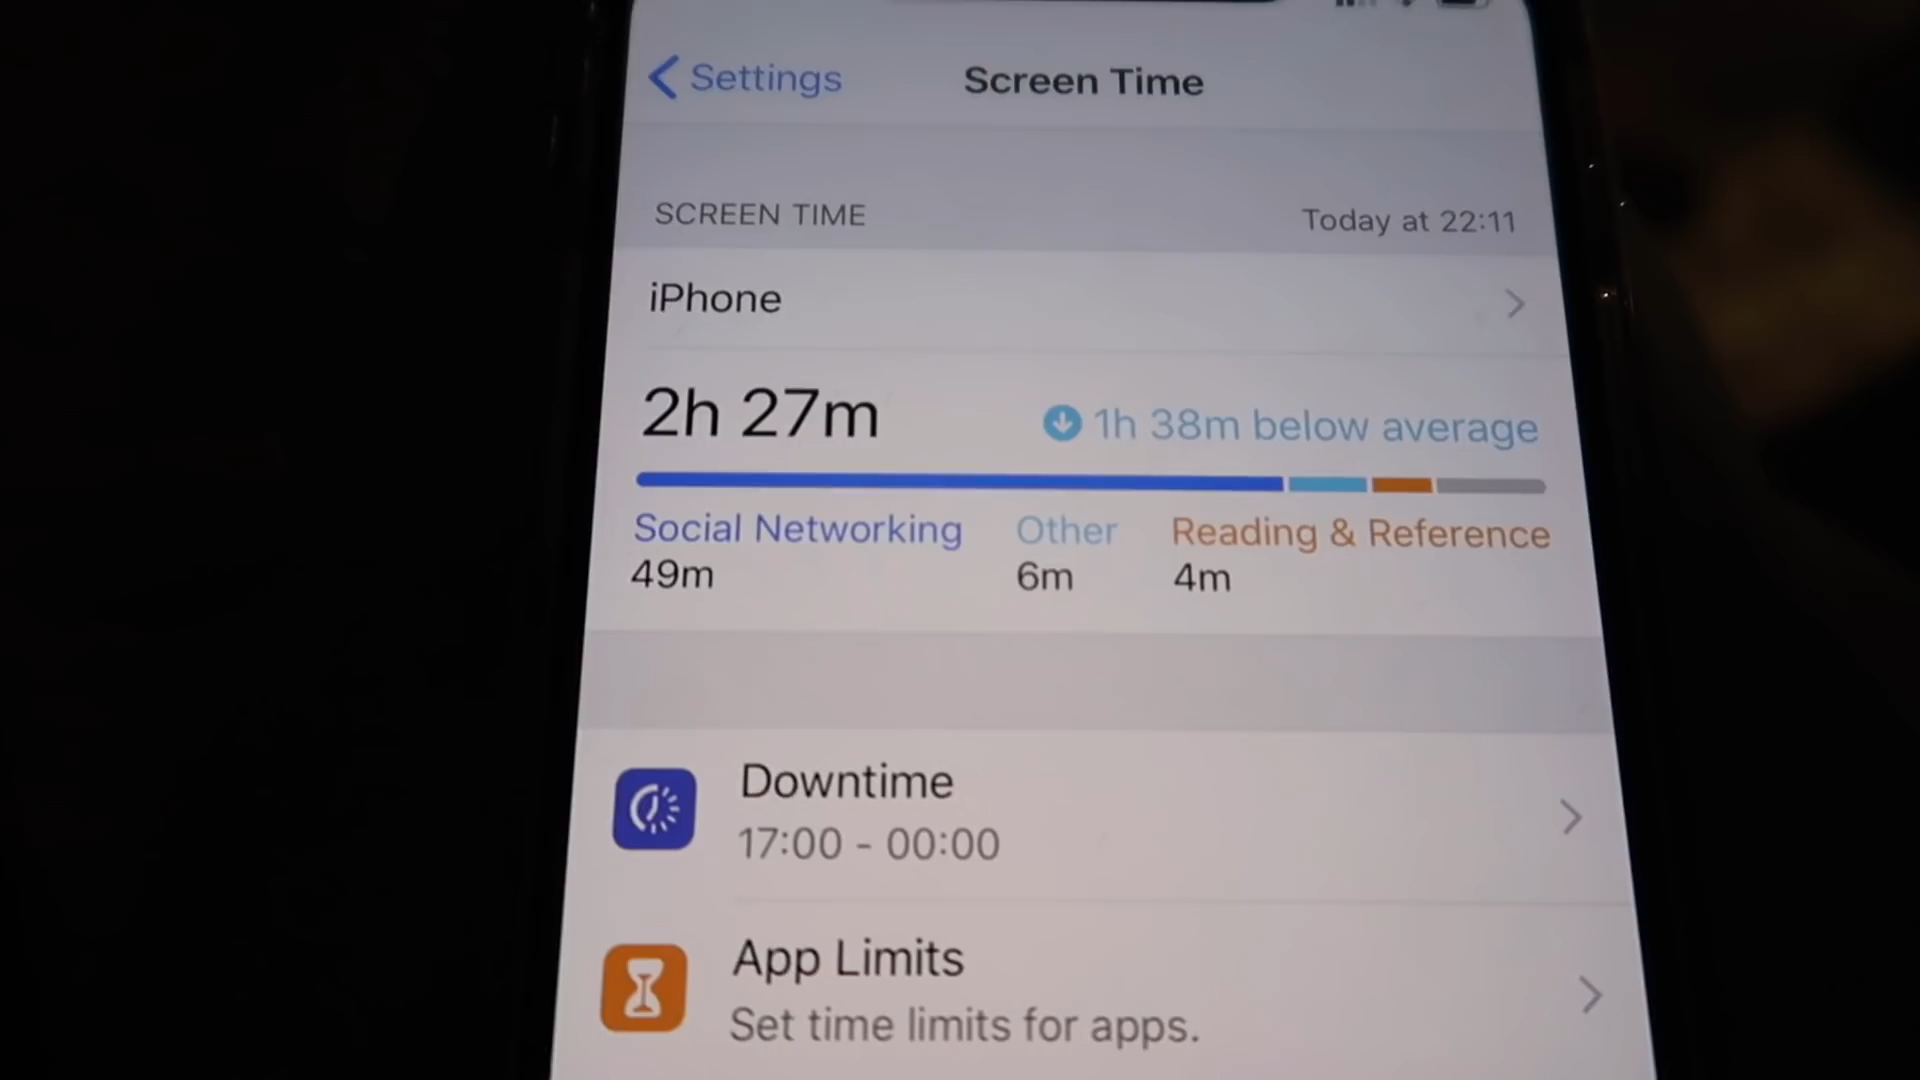 Settings
Screen Time
SCREEN TIME
Today at 22:11
iPhone
2h 27m
1h 38m below average
Social Networking
Other
Reading & Reference
49m
6m
4m
Downtime
17:00 - 00:00
App Limits
Set time limits for apps.